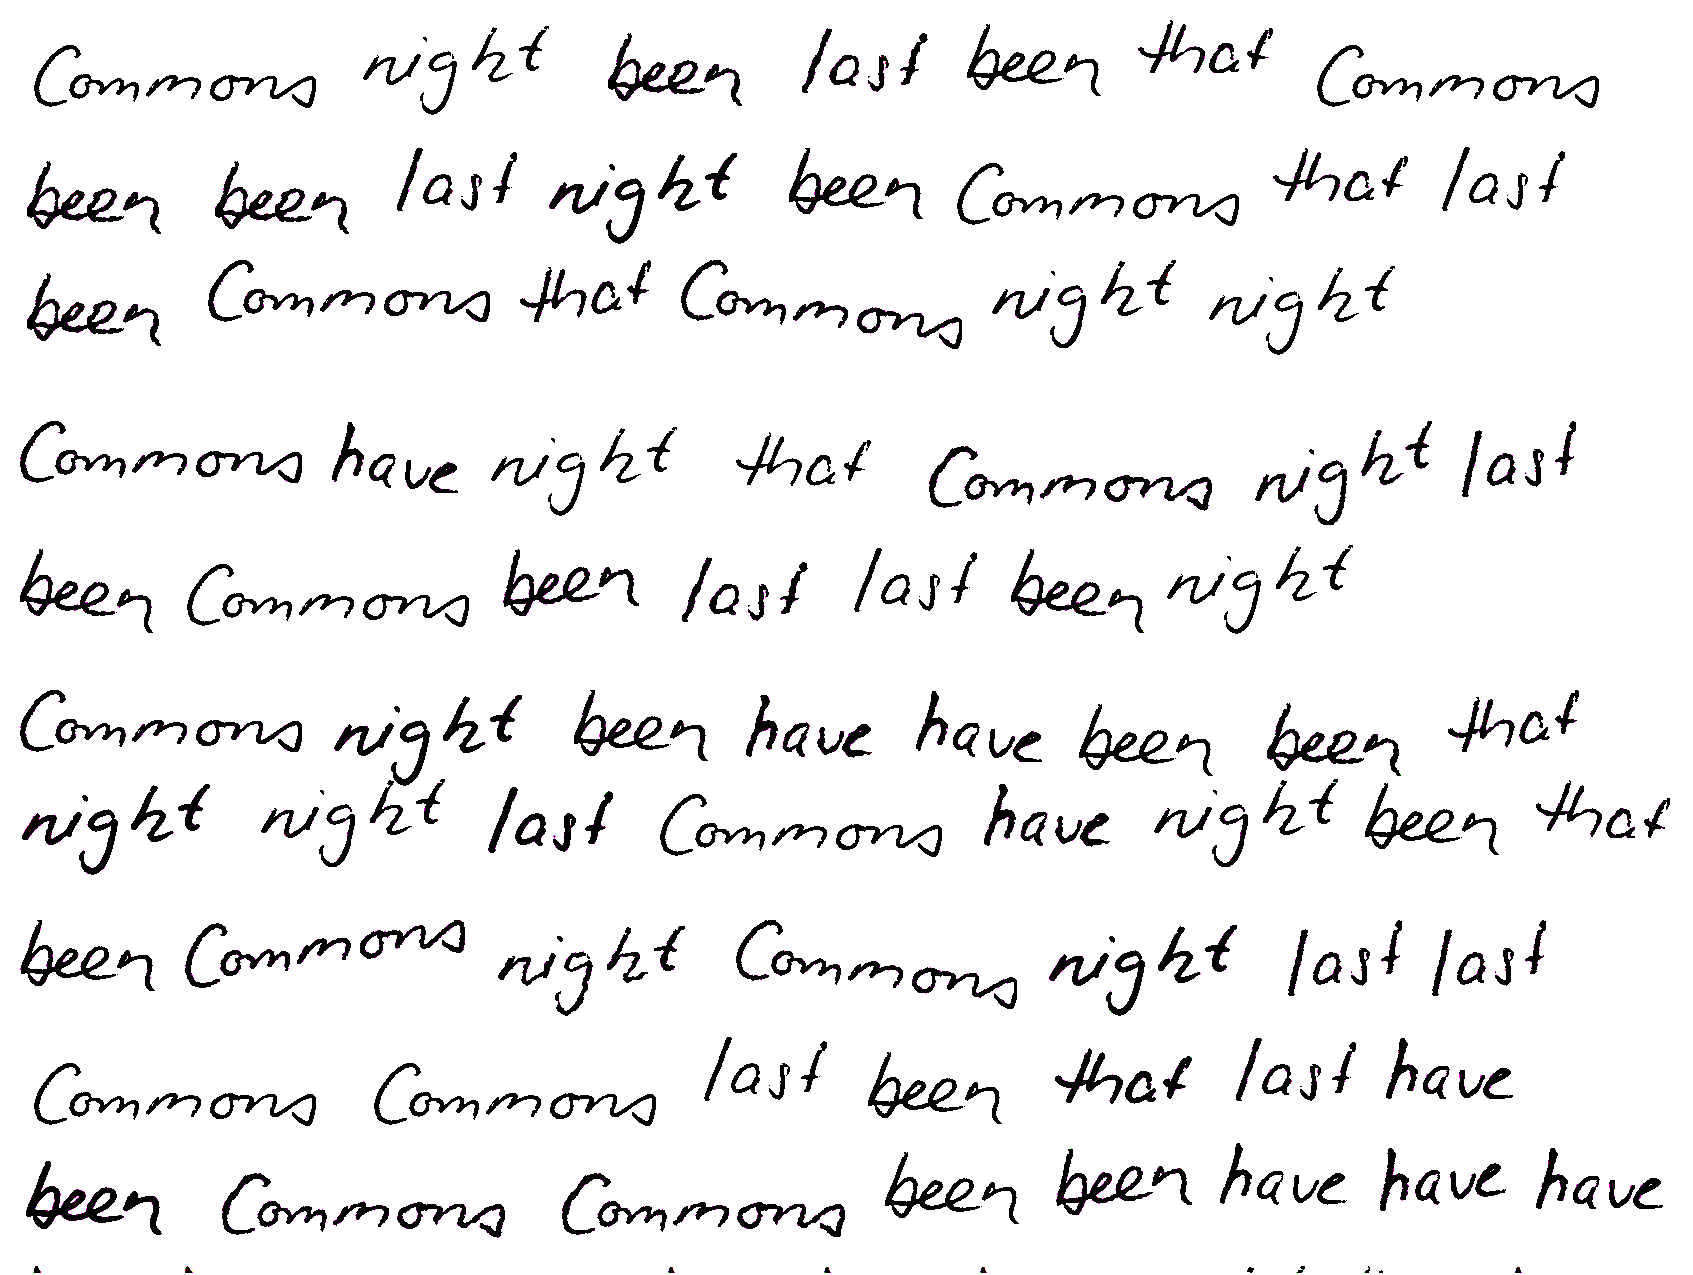 Commons night been last been that Commons
been been last night been Commons that last
been Commons that Commons night night
Commons have night that Commons night last
been Commons been last last been night
Commons night been have have been been that
night night last Commons have night been that
been Commons night Commons night last last
Commons Commons last been that last have
been Commons Commons been been have have have